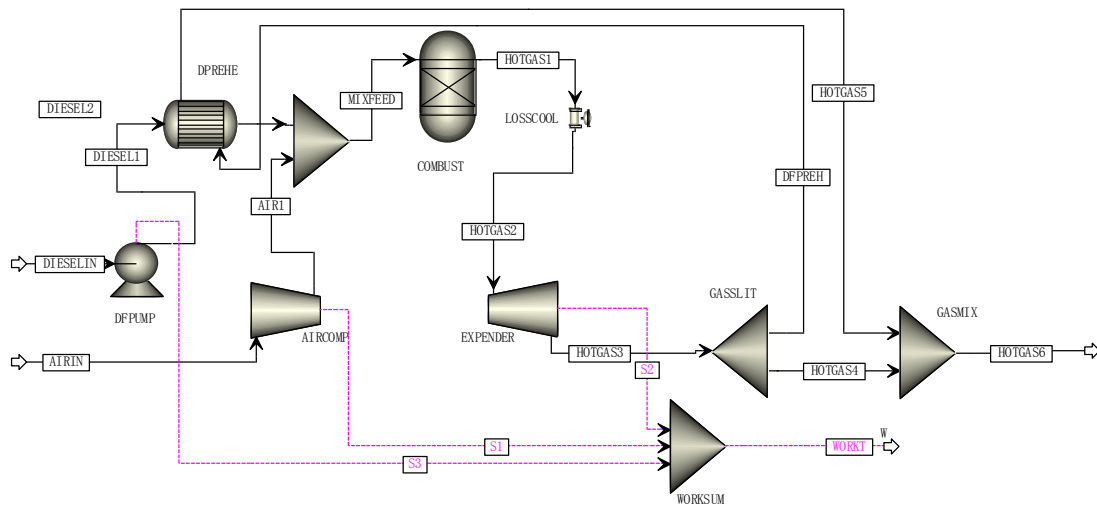 HOTGAS1
DPREHE
HOTGAS5
MIXFEED
DIESEL2
LOSSCOOL
DIESEL1
COMBUST
DFPREH
AIR1
HOTGAS2
DIESELIN
GASSLIT
DFPUMP
GASMIX
AIRCOMP
EXPENDER
HOTGAS3
HOTGAS6
AIRIN
S2
HOTGAS4
W
S1
WORKT
S3
WORKSUM